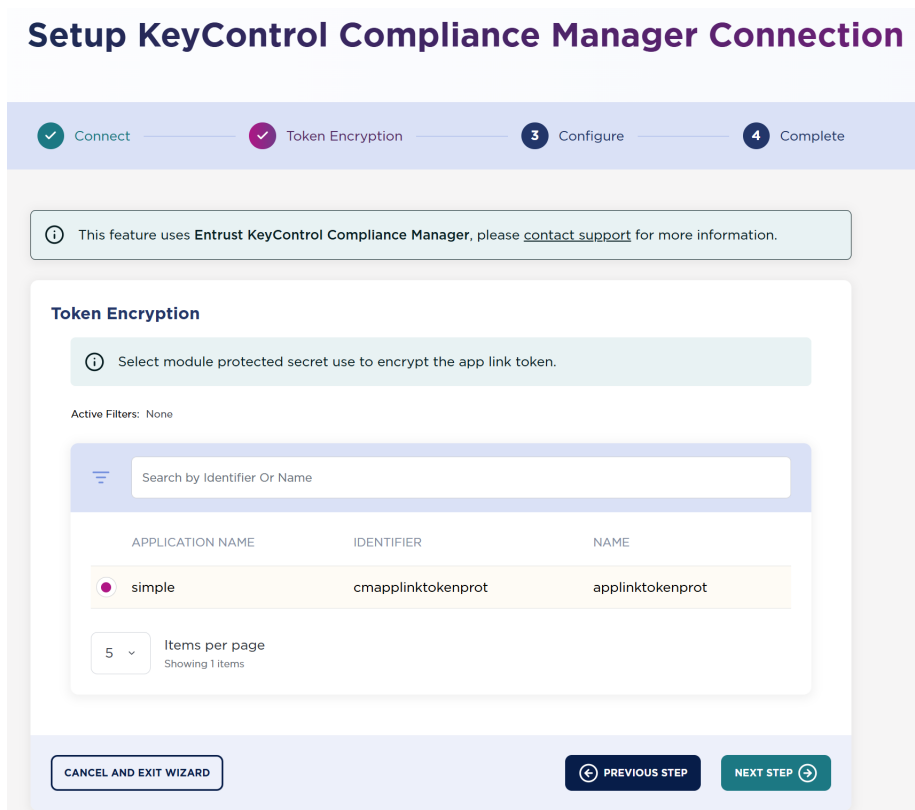 Setup KeyControl Compliance Manager Connection
Connect
Token Encryption
3 Configure
4 Complete
This feature uses Entrust KeyControl Compliance Manager, please contact support for more information.
Token Encryption
Select module protected secret use to encrypt the app link token.
Active Filters: None
Search by Identifier Or Name
APPLICATION NAME IDENTIFIER NAME
simple cmapplinktokenprot applinktokenprot
5 Items per page
Showing 1 items
CANCEL AND EXIT WIZARD PREVIOUS STEP NEXT STEP